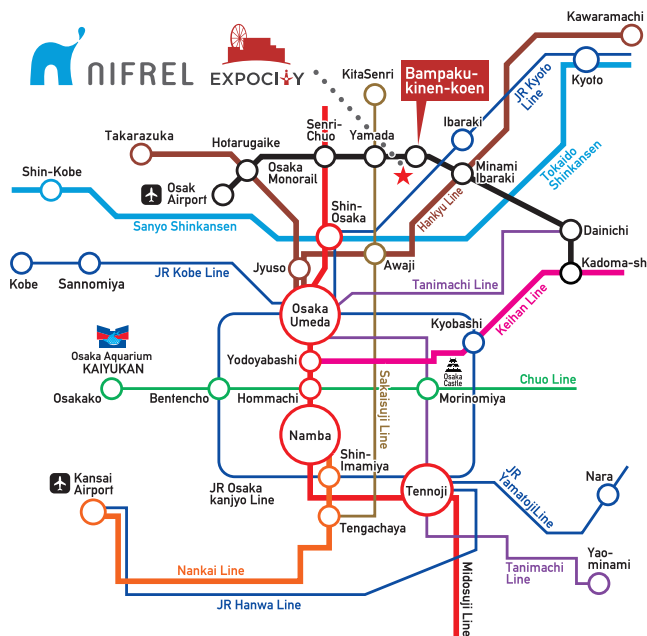 Kawaramachi
NIFREL
EXPOCITY
KitaSenri
Bampaku-
kinen-koen
JR Kyoto
Line
Kyoto
Takarazuka
Hotarugaike
Senri-
Chuo
Yamada
Ibaraki
Shin-Kobe
Osak
Airport
Osaka
Monorail
Minami
Ibaraki
Tokaido
Shinkansen
Sanyo Shinkansen
Shin-
Osaka
Hankyu Line
Dainichi
JR Kobe Line
Jyuso
Awaji
Kadoma-sh
Kobe
Sannomiya
Tanimachi Line
Osaka
Umeda
Kyobashi
Keihan Line
Osaka Aquarium
KAIYUKAN
Yodoyabashi
Osaka
Castle
Chuo Line
Osakako
Bentencho
Hommachi
Sakaisuji Line
Morinomiya
Namba
Shin-
Imamiya
JR Osaka
kanjyo Line
Tennoji
JR
YamatojiLine
Nara
Kansai
Airport
Tengachaya
Nankai Line
Tanimachi
Line
Yao-
minami
Midosuji Line
JR Hanwa Line